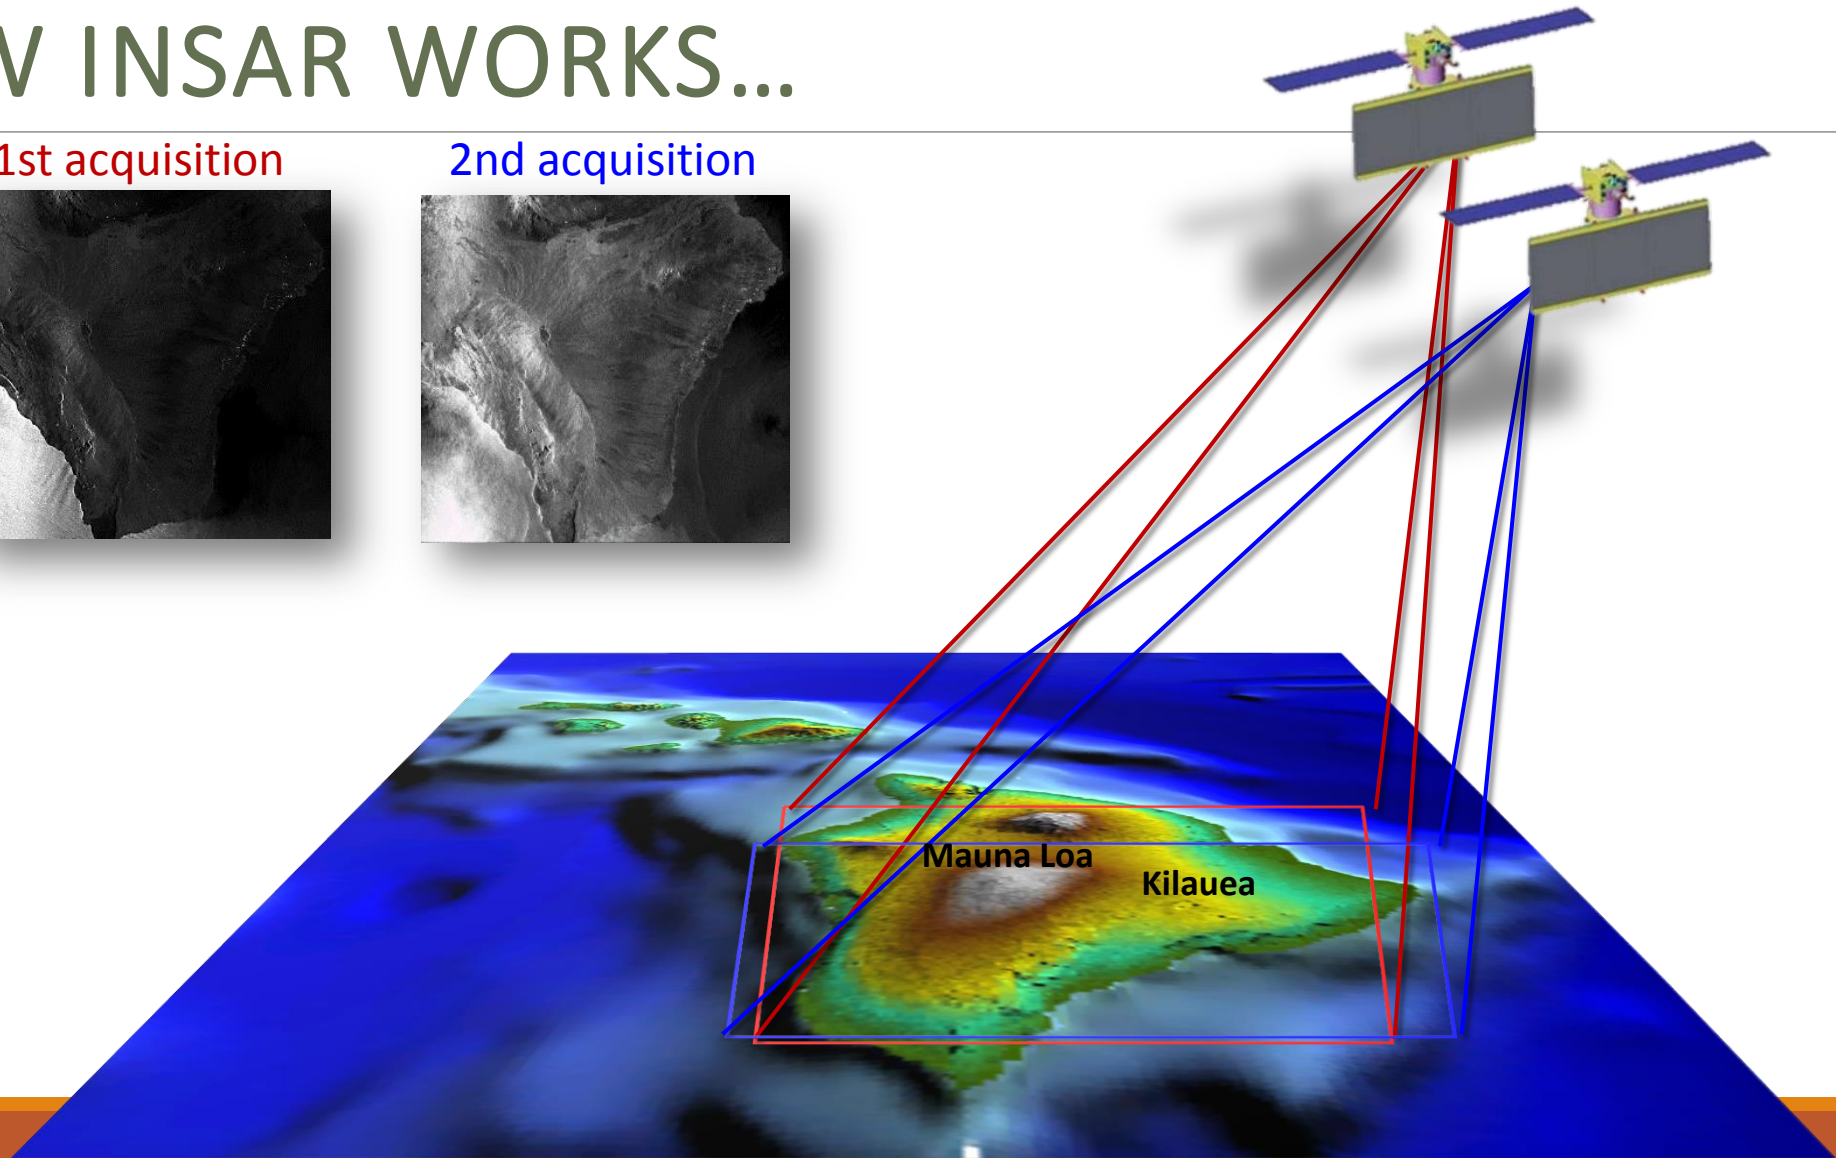 W INSAR WORKS...
1st acquisition
2nd acquisition
Mauna Loa
Kilauea